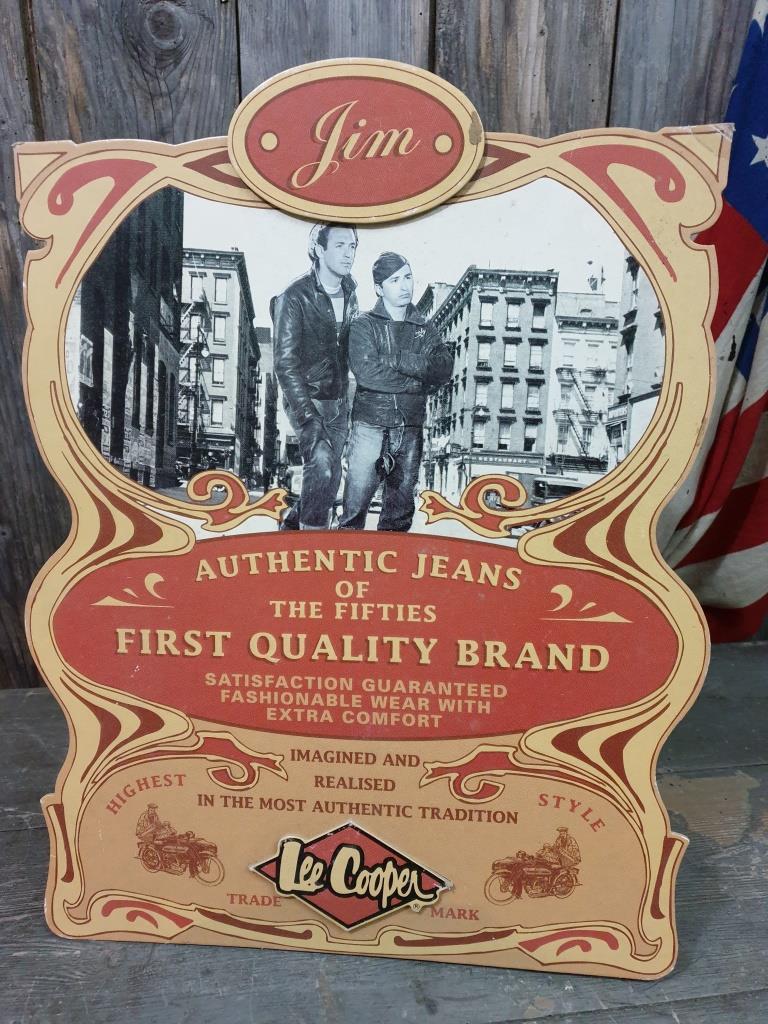 Jim
RESTAURANT
AUTHENTIC JEANS
OF
THE FIFTIES
FIRST QUALITY BRAND
SATISFACTION GUARANTEED
FASHIONABLE WEAR WITH
EXTRA COMFORT
IMAGINED AND
REALISED
IN THE MOST AUTHENTIC TRADITION
HIGHEST
STYLE
Lee Cooper
®
TRADE
MARK